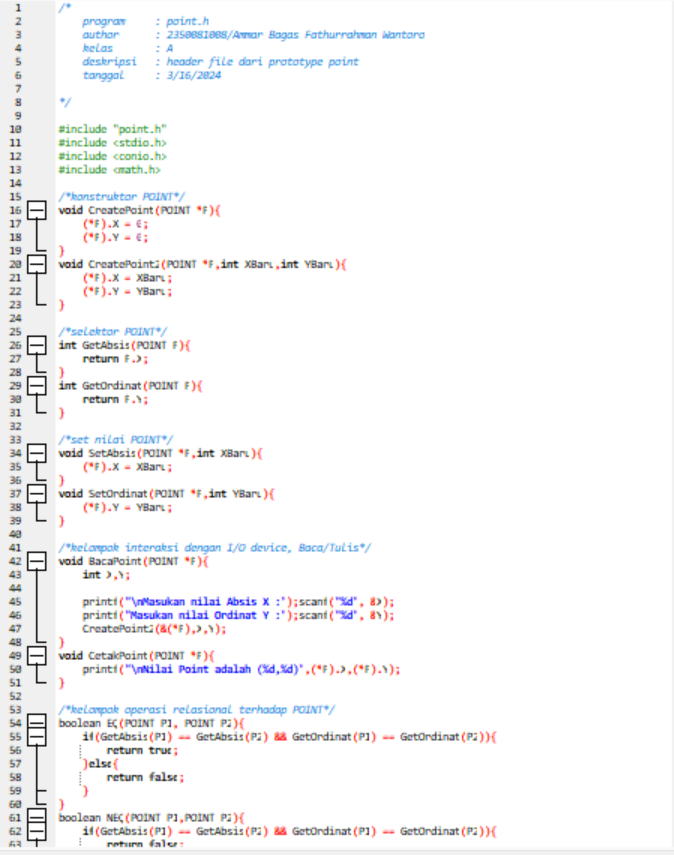 1 /*
2 program : point.h
3 author : 2350081008/Ammar Bagas Fathurrahman Wantoro
4 kelas : A
5 deskripsi : header file dari prototype point
6 tanggal : 3/16/2024
7
8 */
9
10 #include "point.h"
11 #include <stdio.h>
12 #include <conio.h>
13 #include <math.h>
14
15 /*konstruktor POINT*/
16 void CreatePoint(POINT *F){
17 (*F).X = 0;
18 (*F).Y = 0;
19 }
20 void CreatePoint2(POINT *F,int XBaru,int YBaru){
21 (*F).X = XBaru;
22 (*F).Y = YBaru;
23 }
24
25 /*selektor POINT*/
26 int GetAbsis(POINT F){
27 return F.X;
28 }
29 int GetOrdinat(POINT F){
30 return F.Y;
31 }
32
33 /*set nilai POINT*/
34 void SetAbsis(POINT *F,int XBaru){
35 (*F).X = XBaru;
36 }
37 void SetOrdinat(POINT *F,int YBaru){
38 (*F).Y = YBaru;
39 }
40
41 /*kelompok interaksi dengan I/O device, Baca/Tulis*/
42 void BacaPoint(POINT *F){
43 int X,Y;
44
45 printf("\nMasukan nilai Absis X :");scanf("%d", &X);
46 printf("Masukan nilai Ordinat Y :");scanf("%d", &Y);
47 CreatePoint2(&(*F),X,Y);
48 }
49 void CetakPoint(POINT *F){
50 printf("\nNilai Point adalah (%d,%d)",(*F).X,(*F).Y);
51 }
52
53 /*kelompok operasi relasional terhadap POINT*/
54 boolean EQ(POINT P1, POINT P2){
55 if(GetAbsis(P1) == GetAbsis(P2) && GetOrdinat(P1) == GetOrdinat(P2)){
56 return true;
57 }else{
58 return false;
59 }
60 }
61 boolean NEQ(POINT P1,POINT P2){
62 if(GetAbsis(P1) == GetAbsis(P2) && GetOrdinat(P1) == GetOrdinat(P2)){
63 return false;